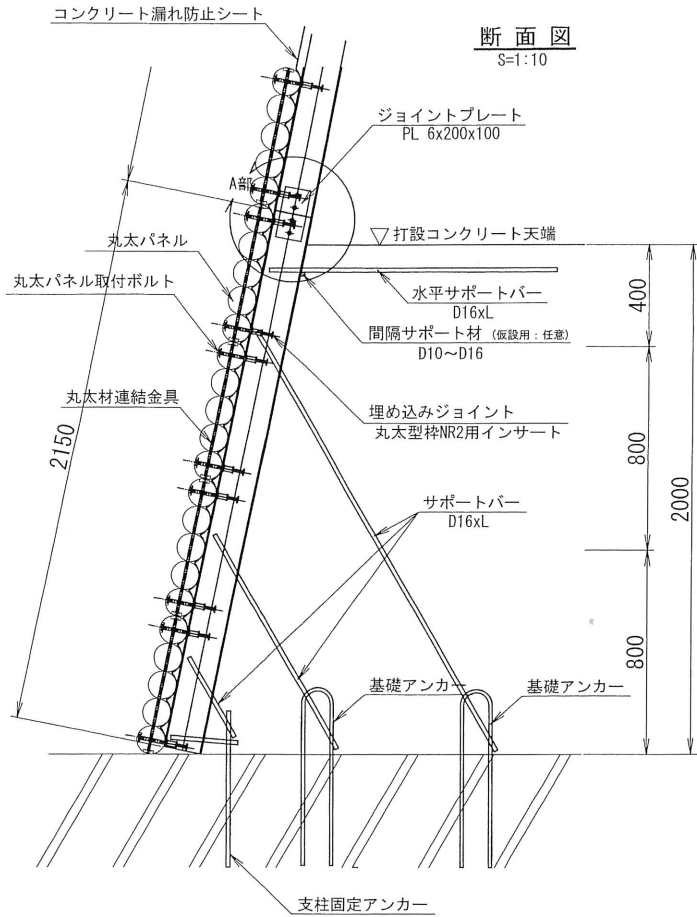 コンクリート漏れ防止シート
断面図
S=1:10
ジョイントプレート
PL 6x200x100
A部
打設コンクリート天端
丸太パネル
水平サポートバー
D16xL
丸太パネル取付ボルト
間隔サポート材 (仮設用:任意)
D10～D16
400
丸太材連結金具
埋め込みジョイント
丸太型枠NR2用インサート
2150
800
2000
サポートバー
D16xL
800
基礎アンカー
基礎アンカー
支柱固定アンカー